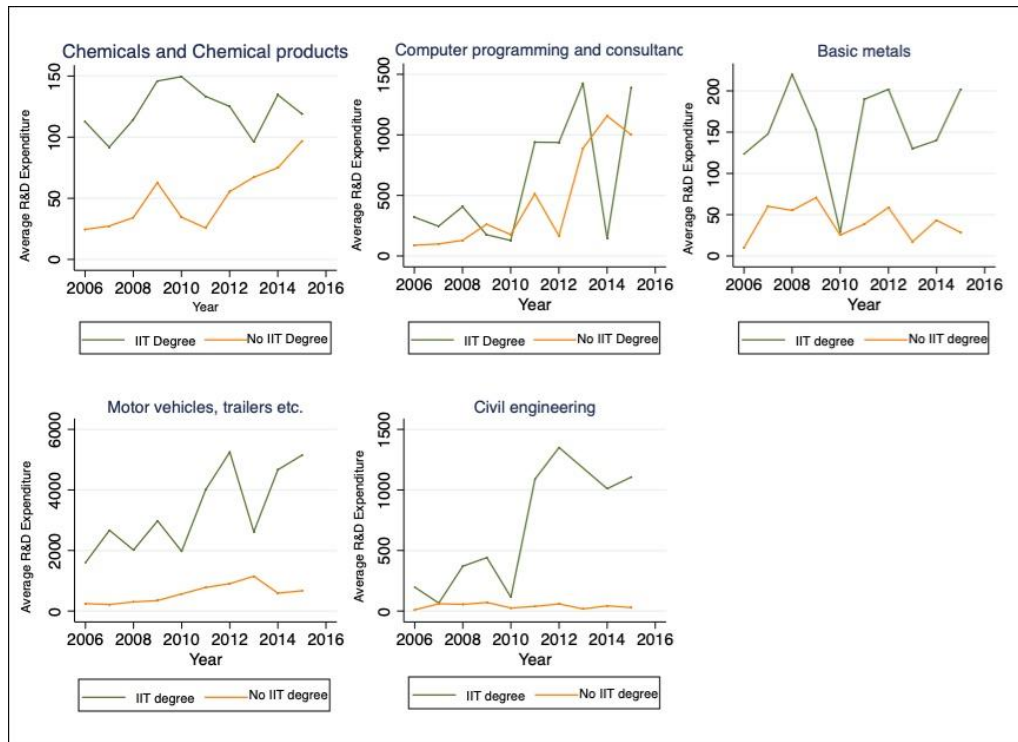 Chemicals and Chemical products
Average R&D Expenditure
150
100
50
0
2006 2008 2010 2012 2014 2016
Year
IIT Degree No IIT Degree
Computer programming and consultanc
Average R&D Expenditure
1500
1000
500
0
2006 2008 2010 2012 2014 2016
Year
IIT Degree No IIT Degree
Basic metals
Average R&D Expenditure
200
150
100
50
0
2006 2008 2010 2012 2014 2016
Year
IIT degree No IIT degree
Motor vehicles, trailers etc.
Average R&D Expenditure
6000
4000
2000
0
2006 2008 2010 2012 2014 2016
Year
IIT degree No IIT degree
Civil engineering
Average R&D Expenditure
1500
1000
500
0
2006 2008 2010 2012 2014 2016
Year
IIT degree No IIT degree